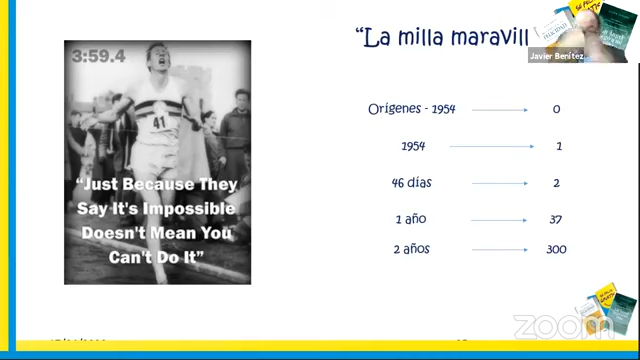 “La milla maravill
Javier Benítez
3:59.4
41
“Just Because They
Say It's Impossible
Doesn't Mean You
Can't Do It”
Orígenes - 1954 0
1954 1
46 días 2
1 año 37
2 años 300
zoom